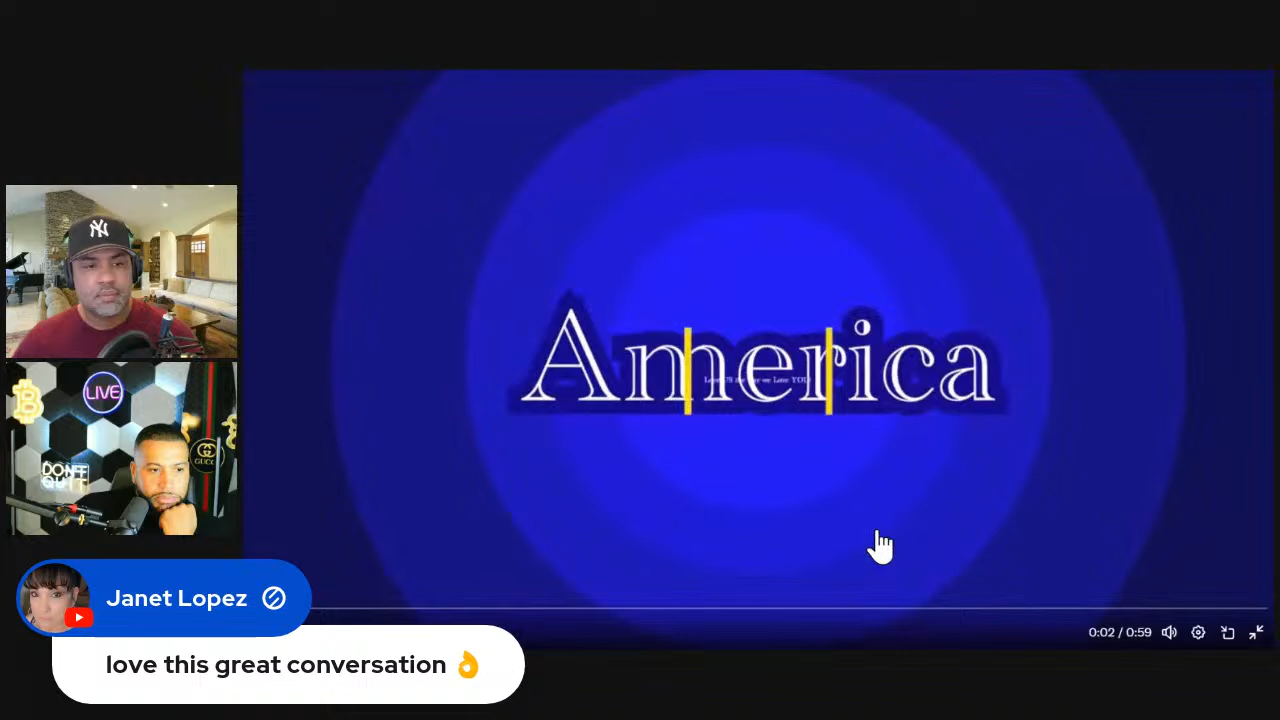 America
NY
LIVE
DON'T
QUIT
GUCCI
Janet Lopez
love this great conversation 👌
0:02 / 0:59